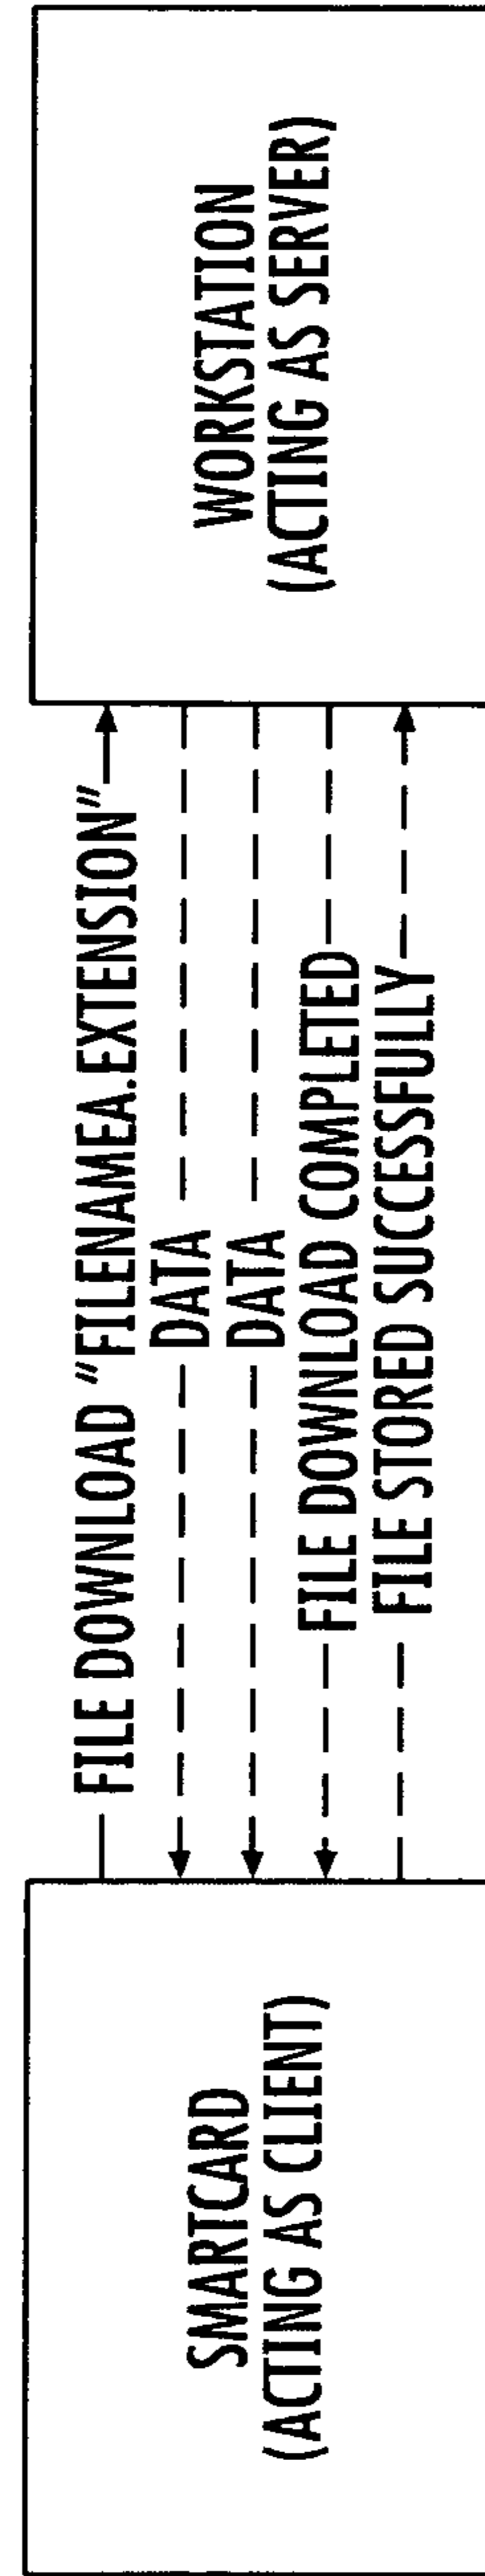 SMARTCARD
(ACTING AS CLIENT)
FILE DOWNLOAD "FILENAMEA.EXTENSION"
DATA
DATA
FILE DOWNLOAD COMPLETED
FILE STORED SUCCESSFULLY
WORKSTATION
(ACTING AS SERVER)